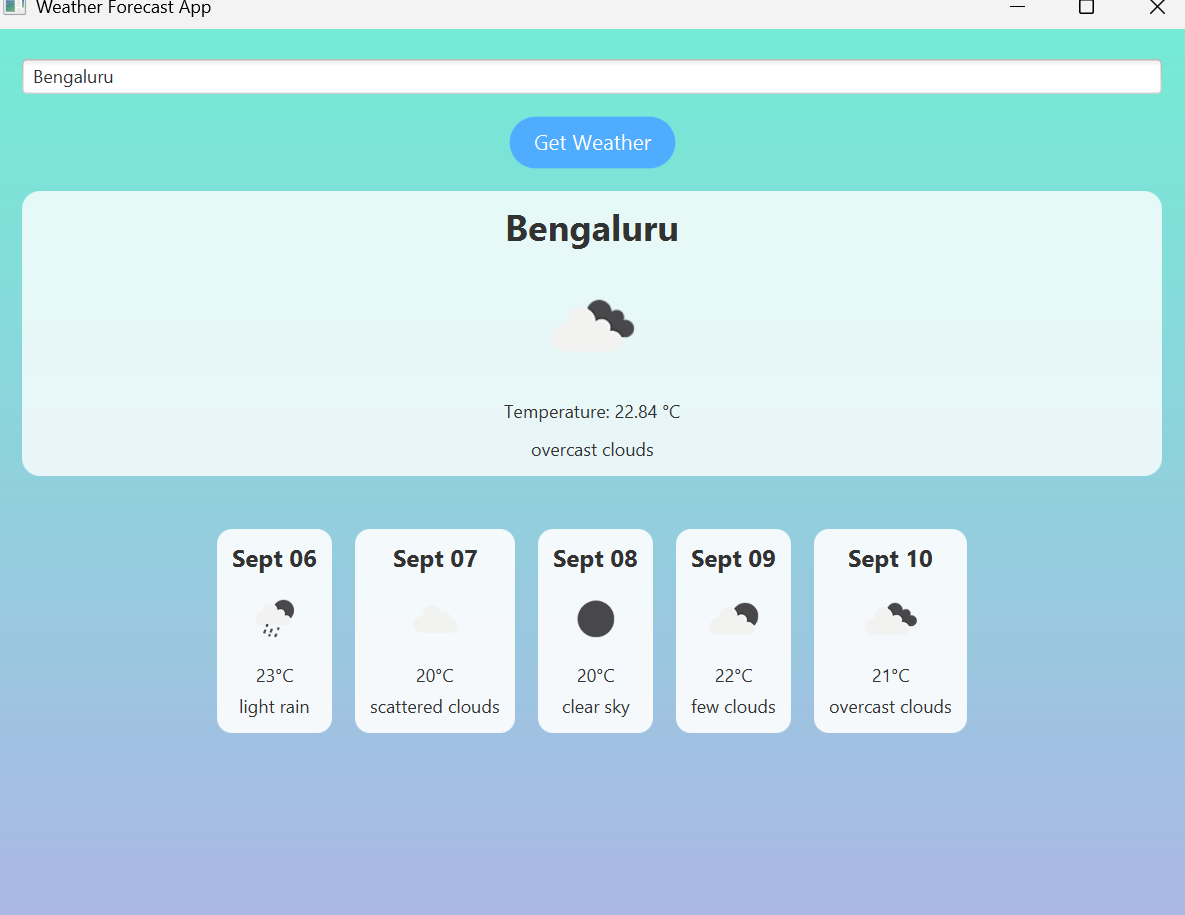 Weather Forecast App
Bengaluru
Get Weather
Bengaluru
Temperature: 22.84 °C
overcast clouds
Sept 06
23°C
light rain
Sept 07
20°C
scattered clouds
Sept 08
20°C
clear sky
Sept 09
22°C
few clouds
Sept 10
21°C
overcast clouds